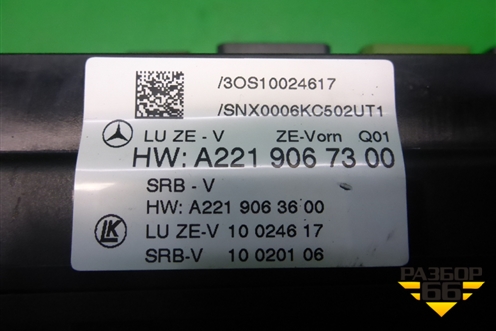 /3OS10024617
/SNX0006KC502UT1
LU ZE - V ZE-Vorn Q01
HW: A221 906 73 00
SRB - V
HW: A221 906 36 00
LK
LU ZE-V 10 0246 17
SRB-V 10 0201 06
РАЗБОР
66